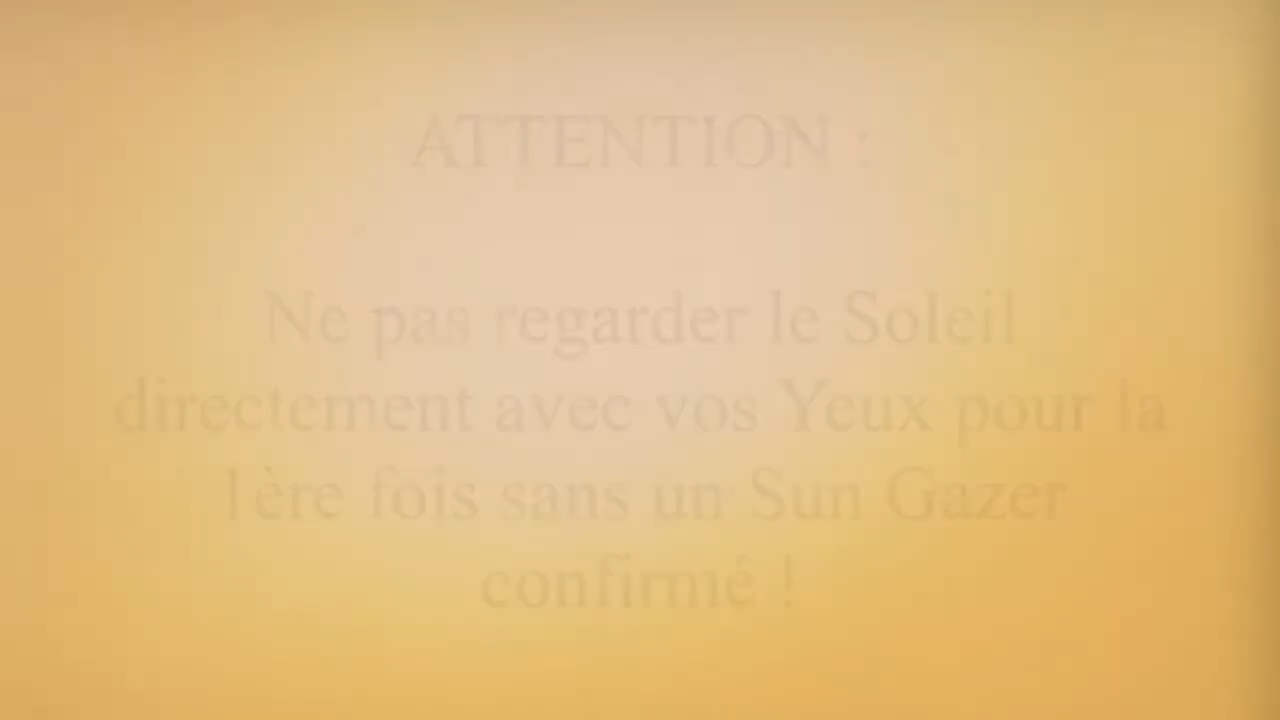 ATTENTION :
Ne pas regarder le Soleil
directement avec vos Yeux pour la
1ère fois sans un Sun Gazer
confirmé !